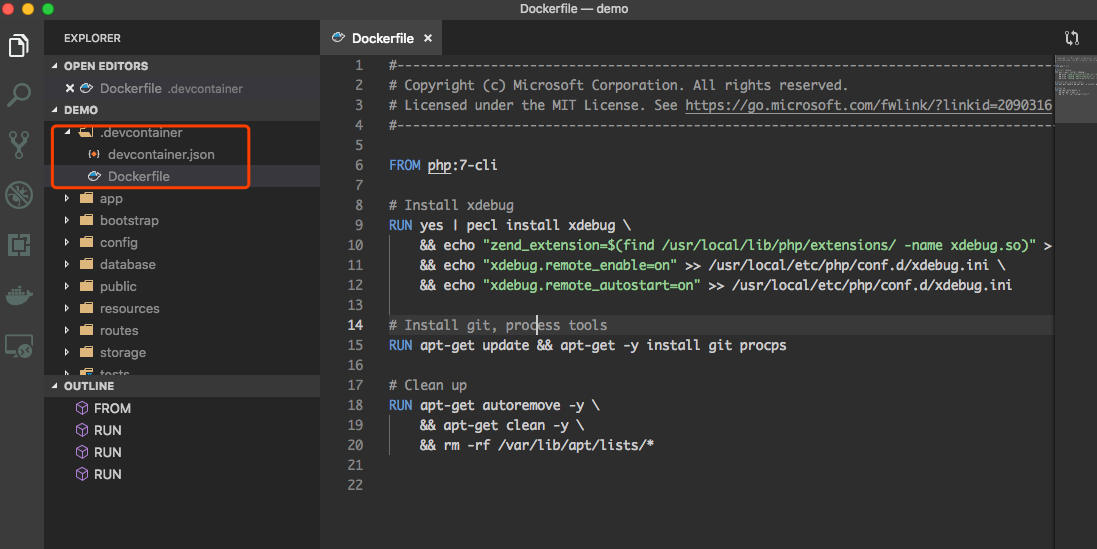 Dockerfile — demo
EXPLORER
OPEN EDITORS
Dockerfile .devcontainer
DEMO
.devcontainer
devcontainer.json
Dockerfile
app
bootstrap
config
database
public
resources
routes
storage
tests
OUTLINE
FROM
RUN
RUN
RUN
Dockerfile ×
1 #------------------------------------------------------------------------------------
2 # Copyright (c) Microsoft Corporation. All rights reserved.
3 # Licensed under the MIT License. See https://go.microsoft.com/fwlink/?linkid=2090316
4 #------------------------------------------------------------------------------------
5
6 FROM php:7-cli
7
8 # Install xdebug
9 RUN yes | pecl install xdebug \
10 && echo "zend_extension=$(find /usr/local/lib/php/extensions/ -name xdebug.so)" >
11 && echo "xdebug.remote_enable=on" >> /usr/local/etc/php/conf.d/xdebug.ini \
12 && echo "xdebug.remote_autostart=on" >> /usr/local/etc/php/conf.d/xdebug.ini
13
14 # Install git, process tools
15 RUN apt-get update && apt-get -y install git procps
16
17 # Clean up
18 RUN apt-get autoremove -y \
19 && apt-get clean -y \
20 && rm -rf /var/lib/apt/lists/*
21
22